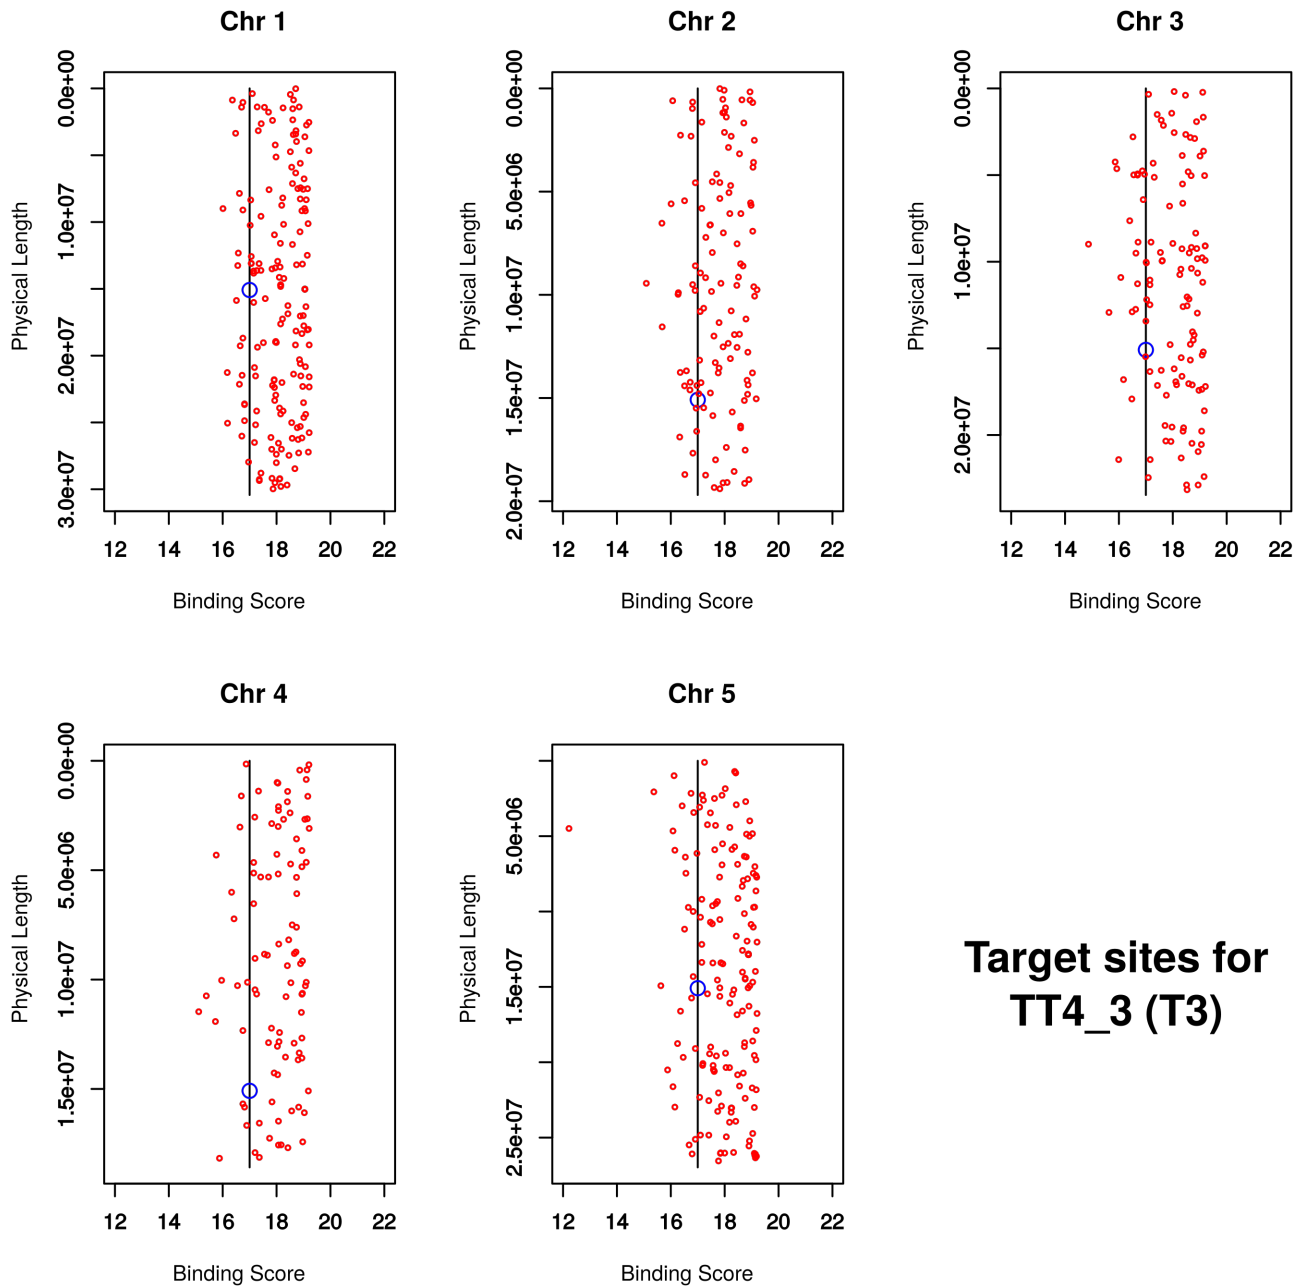 Chr 1
Physical Length
0.0e+00
1.0e+07
2.0e+07
3.0e+07
12 14 16 18 20 22
Binding Score
Chr 2
Physical Length
0.0e+00
5.0e+06
1.0e+07
1.5e+07
2.0e+07
12 14 16 18 20 22
Binding Score
Chr 3
Physical Length
0.0e+00
1.0e+07
2.0e+07
12 14 16 18 20 22
Binding Score
Chr 4
Physical Length
0.0e+00
5.0e+06
1.0e+07
1.5e+07
12 14 16 18 20 22
Binding Score
Chr 5
Physical Length
5.0e+06
1.5e+07
2.5e+07
12 14 16 18 20 22
Binding Score
Target sites for
TT4_3 (T3)